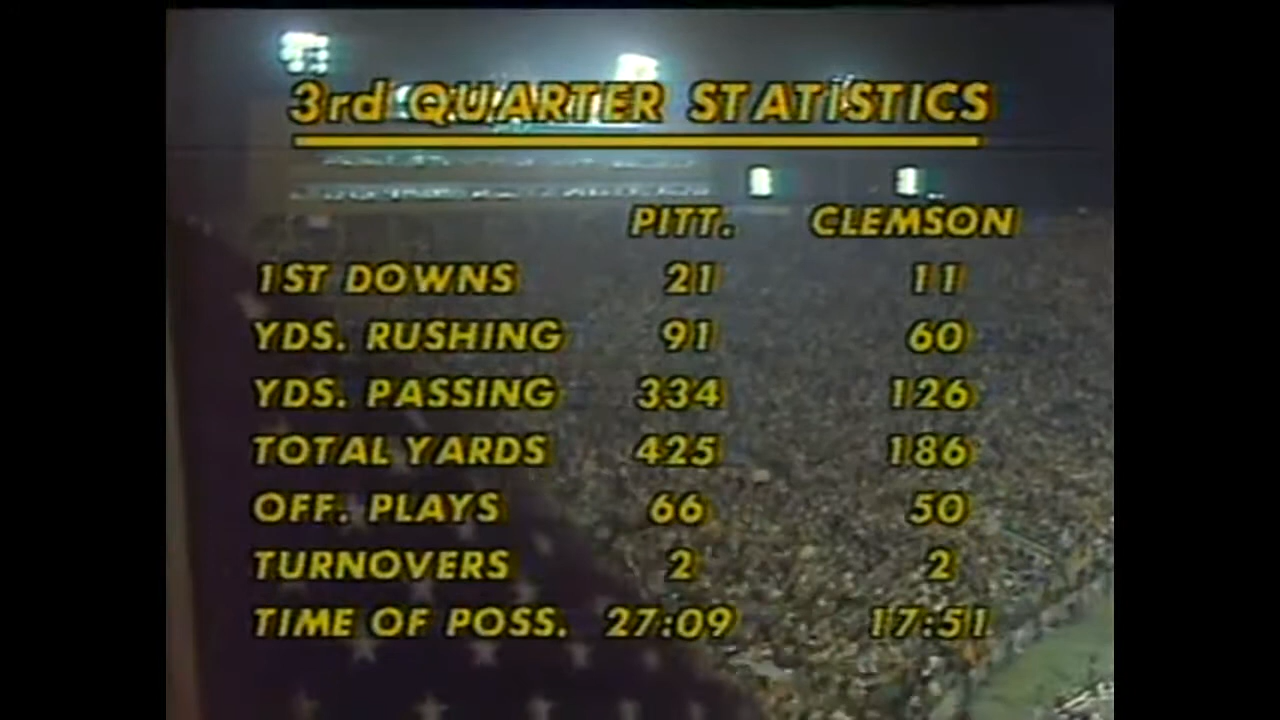 3rd QUARTER STATISTICS
PITT. CLEMSON
1ST DOWNS 21 11
YDS. RUSHING 91 60
YDS. PASSING 334 126
TOTAL YARDS 425 186
OFF. PLAYS 66 50
TURNOVERS 2 2
TIME OF POSS. 27:09 17:51